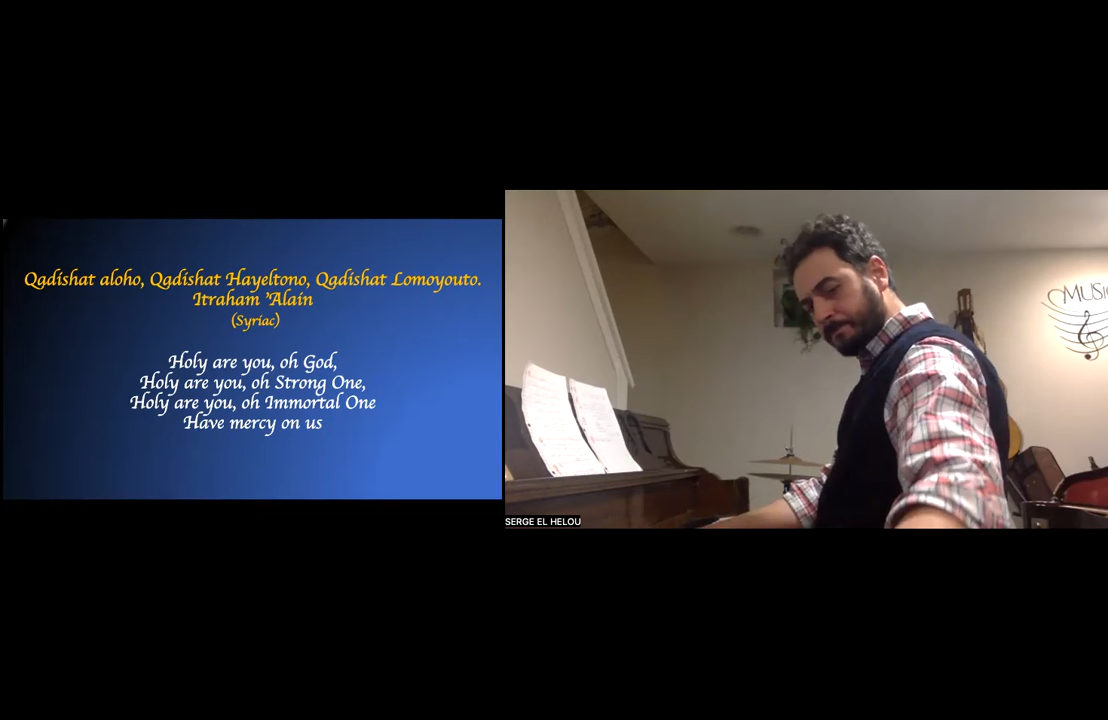 Qadishat aloho, Qadishat Hayeltono, Qadishat Lomoyouto.
Itraham 'Alain
(Syriac)
Holy are you, oh God,
Holy are you, oh Strong One,
Holy are you, oh Immortal One
Have mercy on us
SERGE EL HELOU